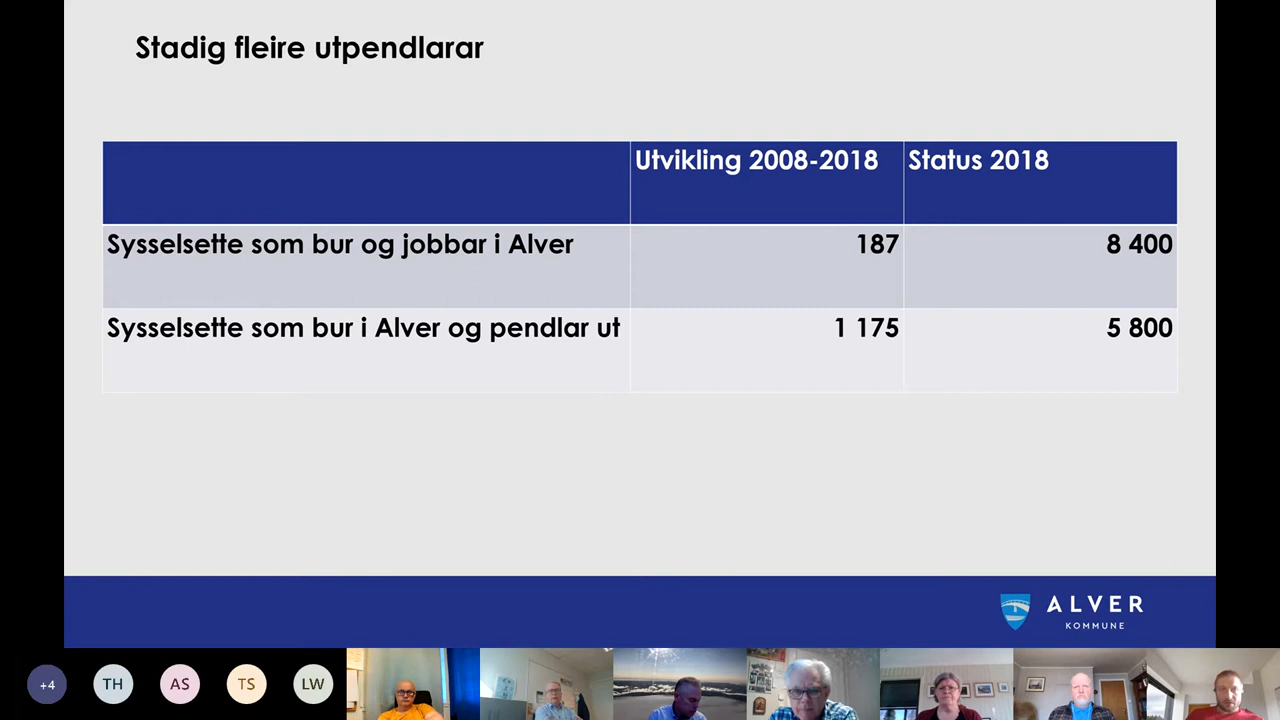 Stadig fleire utpendlarar
Utvikling 2008-2018 Status 2018
Sysselsette som bur og jobbar i Alver 187 8 400
Sysselsette som bur i Alver og pendlar ut 1 175 5 800
ALVER
KOMMUNE
+4 TH AS TS LW